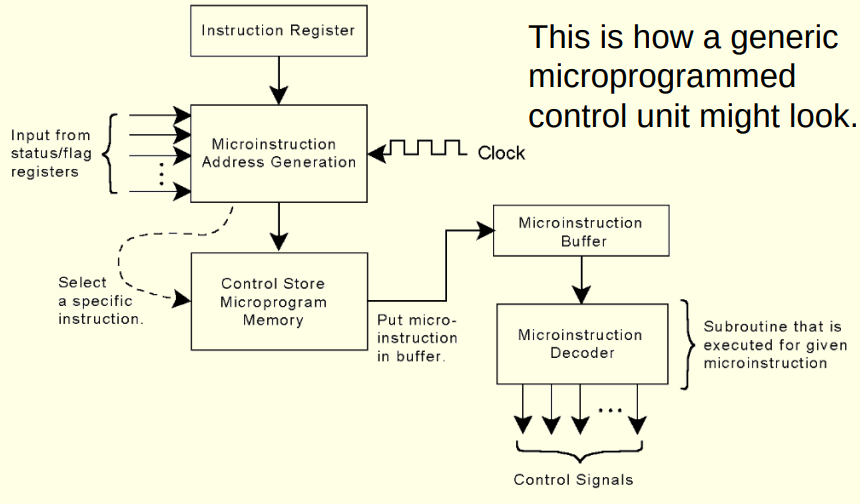 Instruction Register
This is how a generic
microprogrammed
control unit might look.
Input from
status/flag
registers
Microinstruction
Address Generation
Clock
Select
a specific
instruction.
Control Store
Microprogram
Memory
Put micro-
instruction
in buffer.
Microinstruction
Buffer
Microinstruction
Decoder
Subroutine that is
executed for given
microinstruction
Control Signals